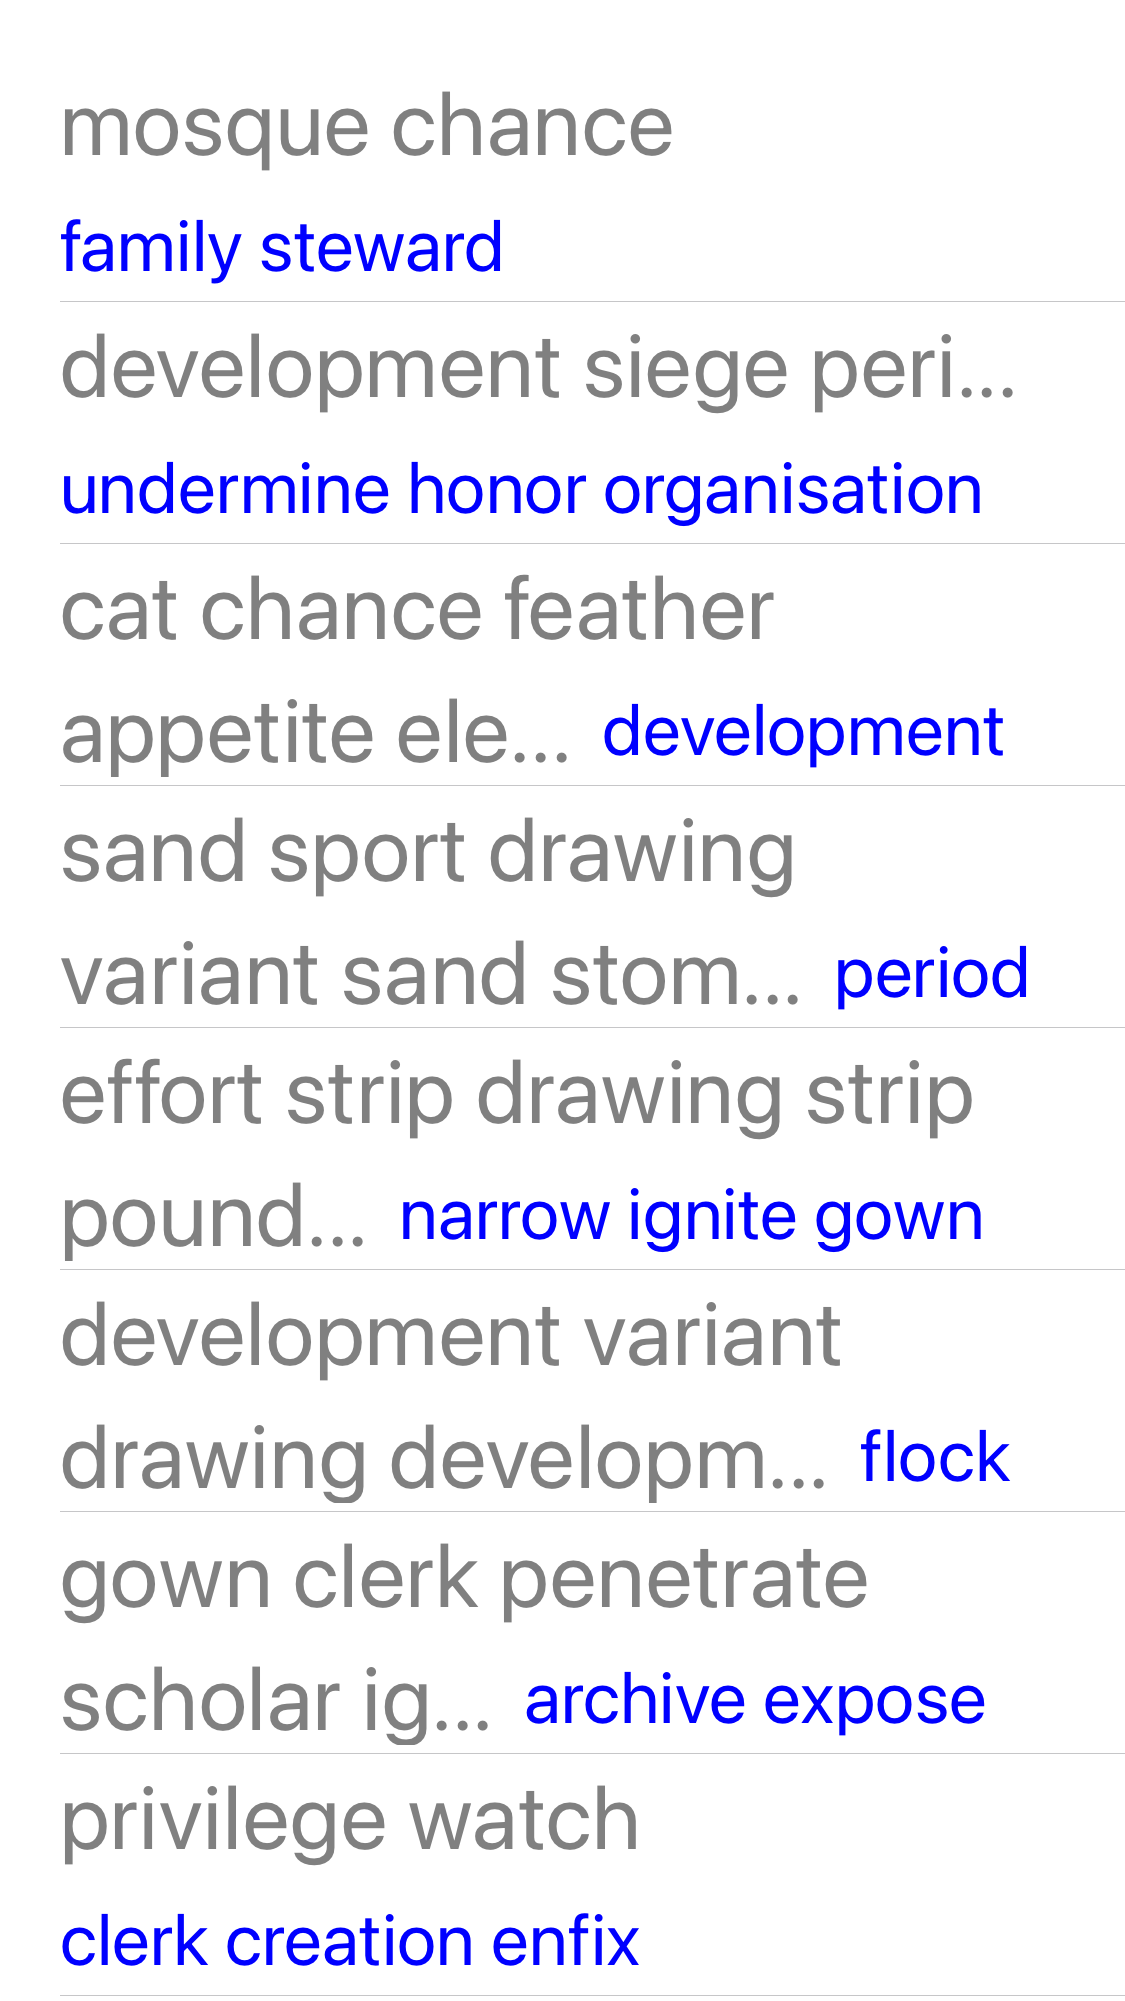 mosque chance
family steward
development siege peri...
undermine honor organisation
cat chance feather
appetite ele... development
sand sport drawing
variant sand stom... period
effort strip drawing strip
pound... narrow ignite gown
development variant
drawing developm... flock
gown clerk penetrate
scholar ig... archive expose
privilege watch
clerk creation enfix